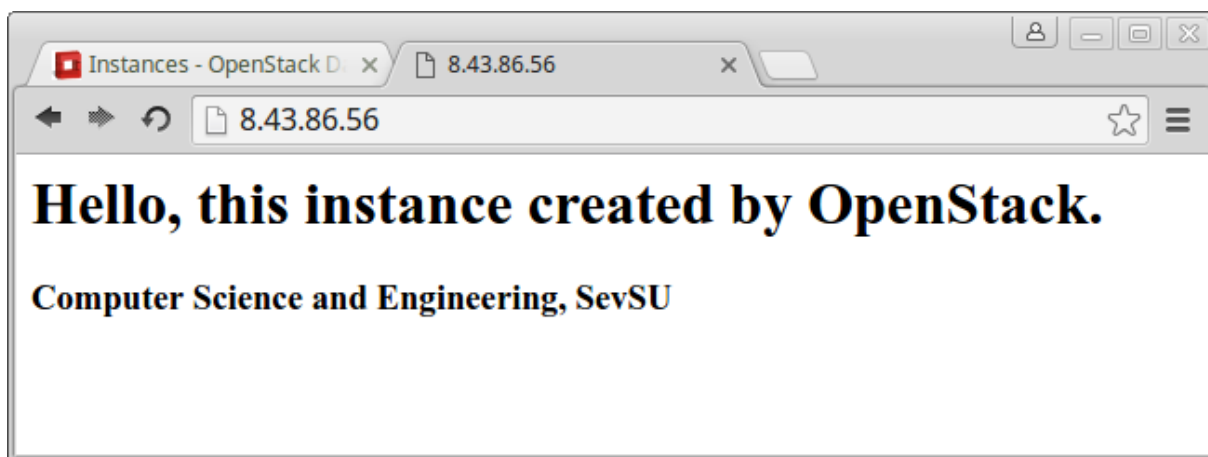 Instances - OpenStack D
8.43.86.56
8.43.86.56
Hello, this instance created by OpenStack.
Computer Science and Engineering, SevSU